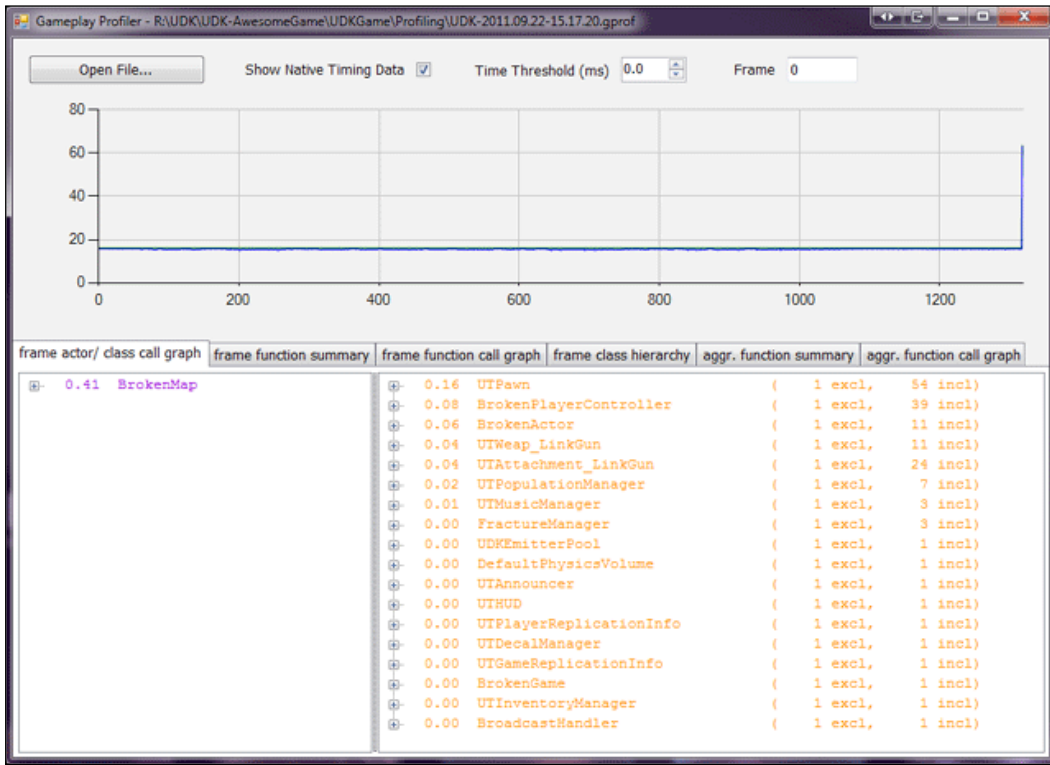 Gameplay Profiler - R:\UDK\UDK-AwesomeGame\UDKGame\Profiling\UDK-2011.09.22-15.17.20.gprof
Open File... Show Native Timing Data Time Threshold (ms) 0.0 Frame 0
80
60
40
20
0
0 200 400 600 800 1000 1200
frame actor/ class call graph frame function summary frame function call graph frame class hierarchy aggr. function summary aggr. function call graph
0.41 BrokenMap
0.16 UTPawn ( 1 excl, 54 incl)
0.08 BrokenPlayerController ( 1 excl, 39 incl)
0.06 BrokenActor ( 1 excl, 11 incl)
0.04 UTWeap_LinkGun ( 1 excl, 11 incl)
0.04 UTAttachment_LinkGun ( 1 excl, 24 incl)
0.02 UTPopulationManager ( 1 excl, 7 incl)
0.01 UTMusicManager ( 1 excl, 3 incl)
0.00 FractureManager ( 1 excl, 3 incl)
0.00 UDKEmitterPool ( 1 excl, 1 incl)
0.00 DefaultPhysicsVolume ( 1 excl, 1 incl)
0.00 UTAnnouncer ( 1 excl, 1 incl)
0.00 UTHUD ( 1 excl, 1 incl)
0.00 UTPlayerReplicationInfo ( 1 excl, 1 incl)
0.00 UTDecalManager ( 1 excl, 1 incl)
0.00 UTGameReplicationInfo ( 1 excl, 1 incl)
0.00 BrokenGame ( 1 excl, 1 incl)
0.00 UTInventoryManager ( 1 excl, 1 incl)
0.00 BroadcastHandler ( 1 excl, 1 incl)